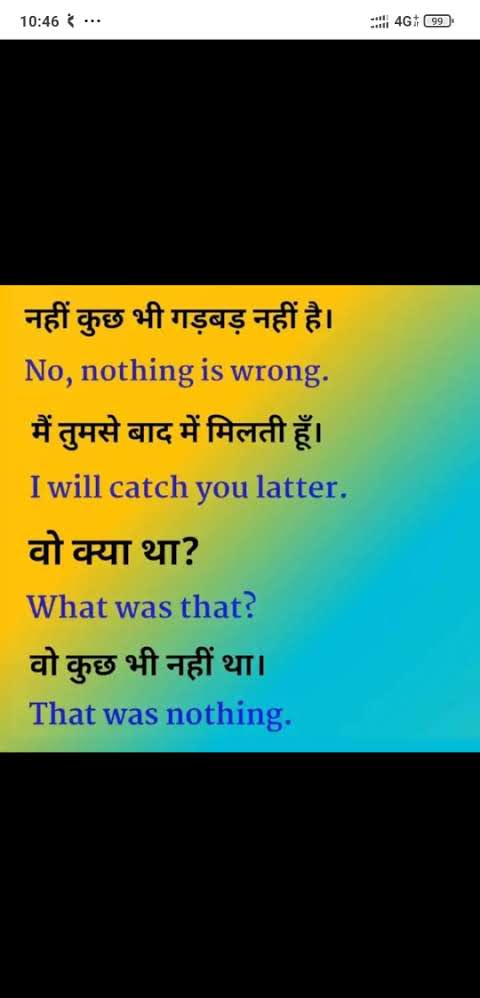 10:46
4G
99
नहीं कुछ भी गड़बड़ नहीं है।
No, nothing is wrong.
मैं तुमसे बाद में मिलती हूँ।
I will catch you latter.
वो क्या था?
What was that?
वो कुछ भी नहीं था।
That was nothing.